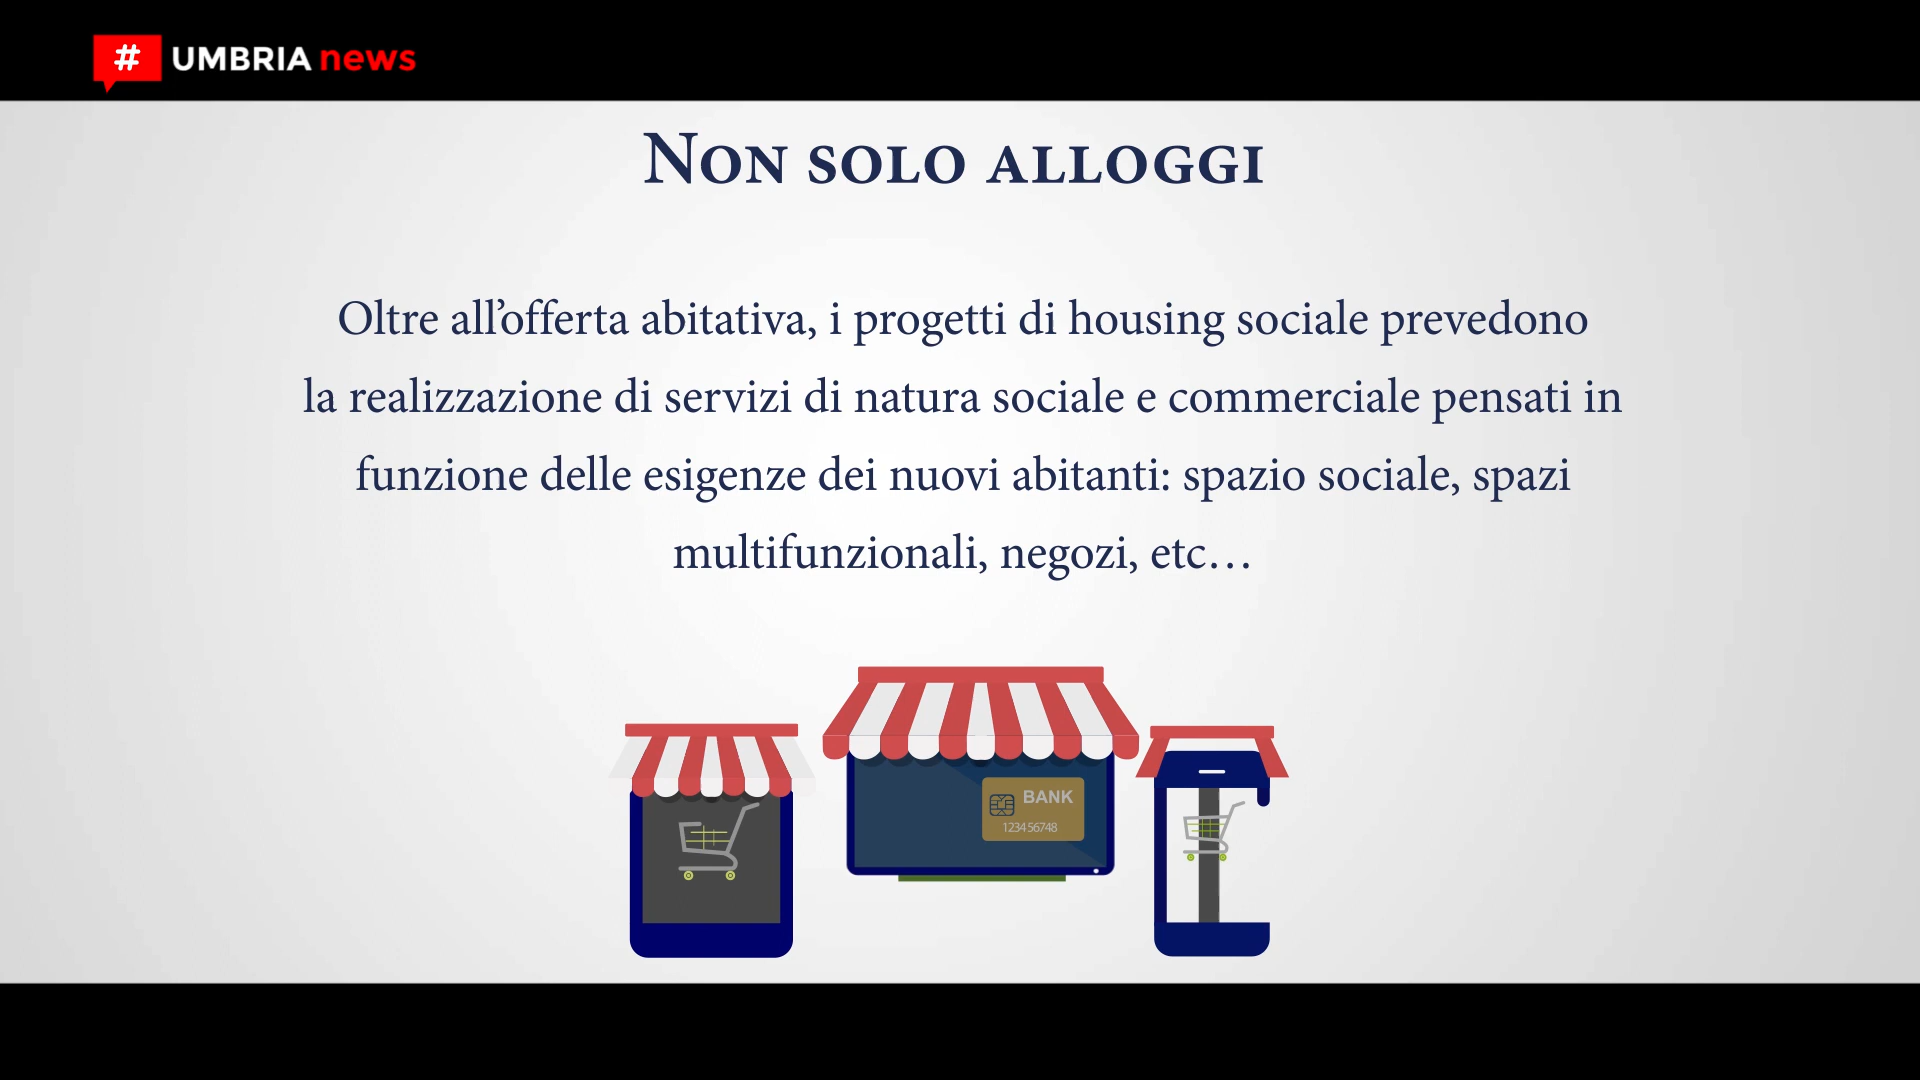 # UMBRIA news
Non solo alloggi
Oltre all’offerta abitativa, i progetti di housing sociale prevedono
la realizzazione di servizi di natura sociale e commerciale pensati in
funzione delle esigenze dei nuovi abitanti: spazio sociale, spazi
multifunzionali, negozi, etc…
BANK
123456748